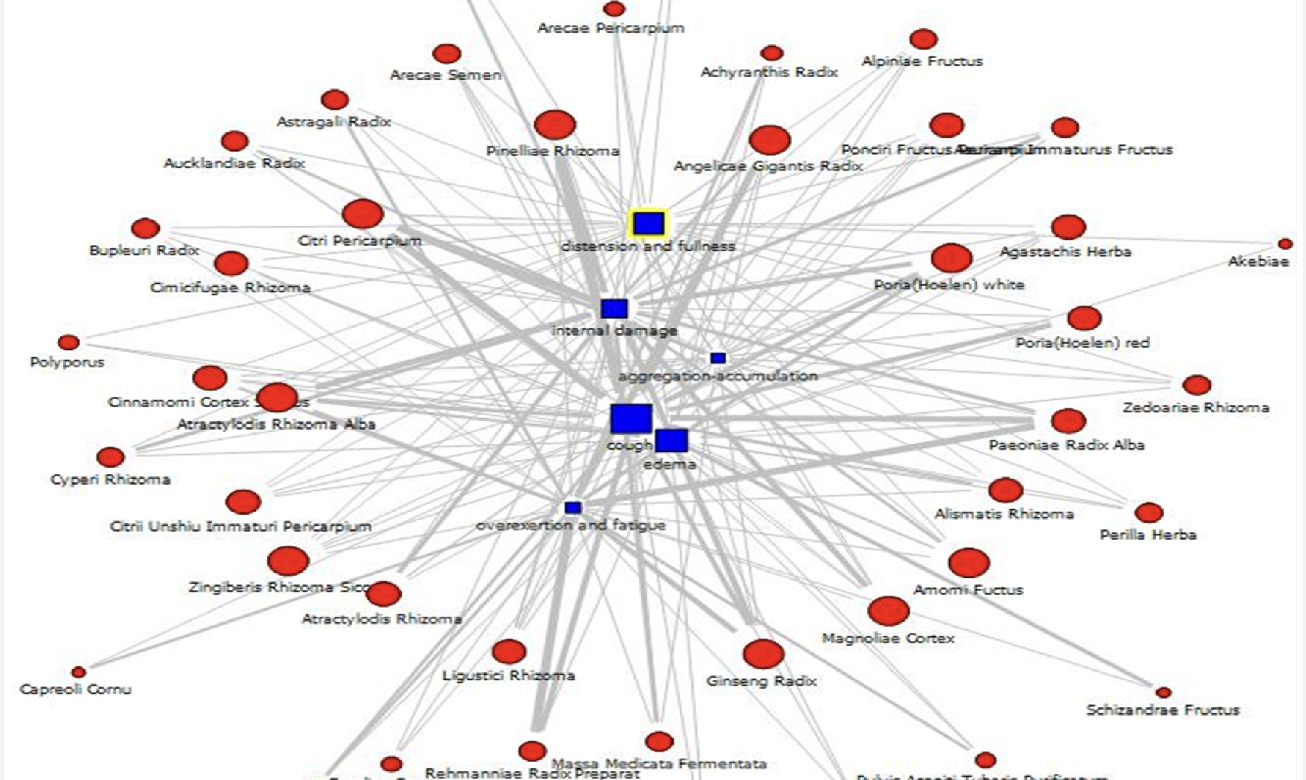 Arecae Pericarpium
Alpiniae Fructus
Achyranthis Radix
Arecae Semen
Astragali Radix
Pinelliae Rhizoma
Ponciri Fructus
Immaturus Fructus
Aucklandiae Radix
Angelicae Gigantis Radix
Citri Pericarpium
distension and fullness
Bupleuri Radix
Agastachis Herba
Akebiae
Cimicifugae Rhizoma
Poria(Hoelen) white
internal damage
Poria(Hoelen) red
Polyporus
aggregation-accumulation
Cinnamomi Cortex
Zedoariae Rhizoma
Atractylodis Rhizoma Alba
cough
Paeoniae Radix Alba
edema
Cyperi Rhizoma
Alismatis Rhizoma
Citrii Unshiu Immaturi Pericarpium
overexertion and fatigue
Perilla Herba
Zingiberis Rhizoma
Amomi Fuctus
Atractylodis Rhizoma
Magnoliae Cortex
Ligustici Rhizoma
Ginseng Radix
Capreoli Cornu
Schizandrae Fructus
Massa Medicata Fermentata
Rehmanniae Radix Preparat